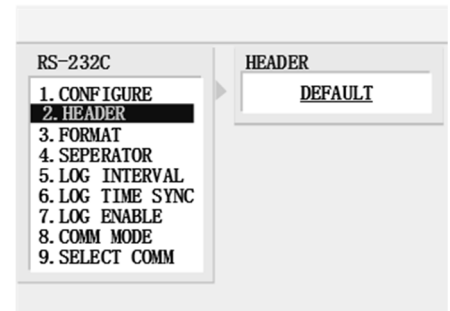 RS-232C
1. CONFIGURE
2. HEADER
3. FORMAT
4. SEPERATOR
5. LOG INTERVAL
6. LOG TIME SYNC
7. LOG ENABLE
8. COMM MODE
9. SELECT COMM
HEADER
DEFAULT